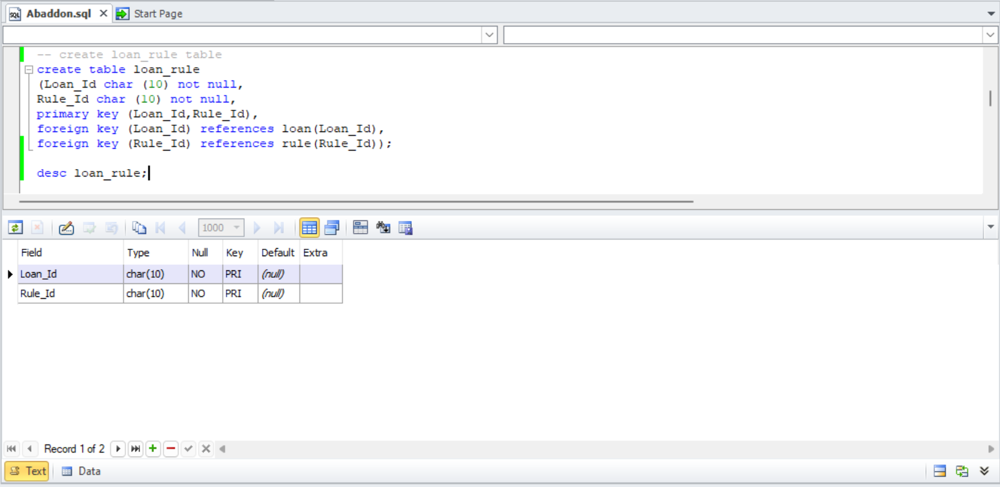 Abaddon.sql Start Page
-- create loan_rule table
create table loan_rule
(Loan_Id char (10) not null,
Rule_Id char (10) not null,
primary key (Loan_Id,Rule_Id),
foreign key (Loan_Id) references loan(Loan_Id),
foreign key (Rule_Id) references rule(Rule_Id));
desc loan_rule;
1000
Field Type Null Key Default Extra
Loan_Id char(10) NO PRI (null)
Rule_Id char(10) NO PRI (null)
Record 1 of 2
Text Data